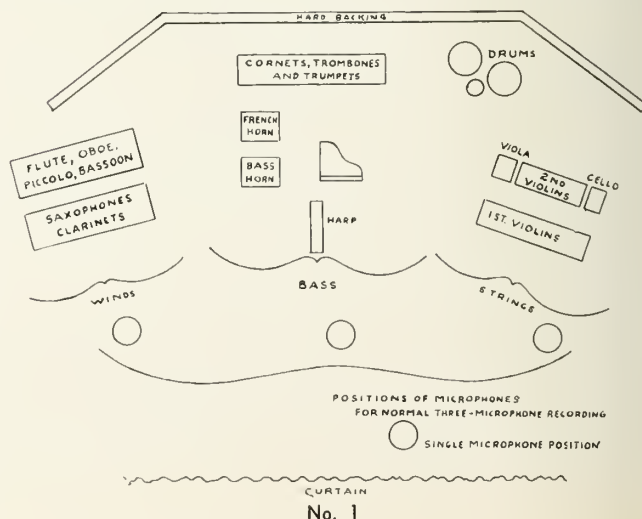 HARD BACKING
CORNETS, TROMBONES
AND TRUMPETS
DRUMS
FRENCH
HORN
BASS
HORN
FLUTE, OBOE,
PICCOLO, BASSOON
SAXOPHONES
CLARINETS
HARP
VIOLA
2ND
VIOLINS
CELLO
1ST. VIOLINS
WINDS
BASS
STRINGS
POSITIONS OF MICROPHONES
FOR NORMAL THREE-MICROPHONE RECORDING
SINGLE MICROPHONE POSITION
CURTAIN
No. 1